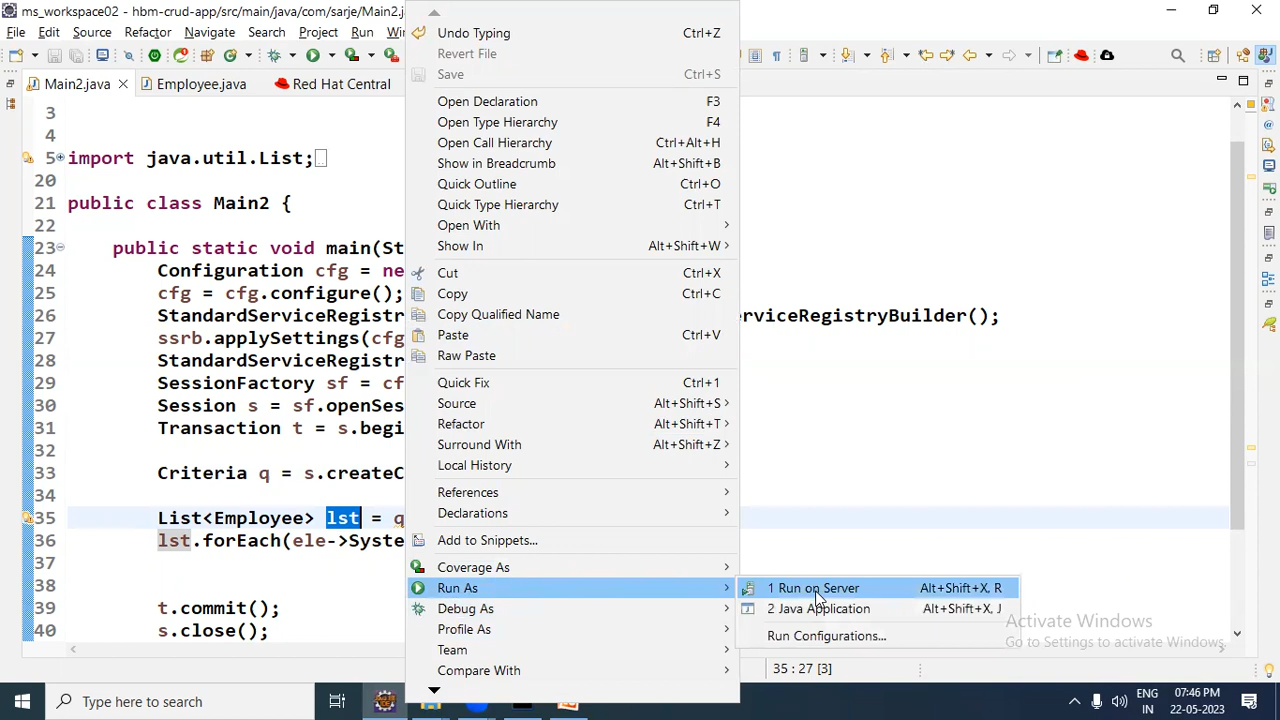 ms_workspace02 - hbm-crud-app/src/main/java/com/sarje/Main2.j
File Edit Source Refactor Navigate Search Project Run
Main2.java Employee.java Red Hat Central
3
4
5 import java.util.List;
20
21 public class Main2 {
22
23 public static void main(St
24 Configuration cfg = ne
25 cfg = cfg.configure();
26 StandardServiceRegistr erviceRegistryBuilder();
27 ssrb.applySettings(cfg
28 StandardServiceRegistr
29 SessionFactory sf = cf
30 Session s = sf.openSes
31 Transaction t = s.begi
32
33 Criteria q = s.createC
34
35 List<Employee> lst = q
36 lst.forEach(ele->Syste
37
38
39 t.commit();
40 s.close();
Undo Typing Ctrl+Z
Revert File
Save Ctrl+S
Open Declaration F3
Open Type Hierarchy F4
Open Call Hierarchy Ctrl+Alt+H
Show in Breadcrumb Alt+Shift+B
Quick Outline Ctrl+O
Quick Type Hierarchy Ctrl+T
Open With
Show In Alt+Shift+W
Cut Ctrl+X
Copy Ctrl+C
Copy Qualified Name
Paste Ctrl+V
Raw Paste
Quick Fix Ctrl+1
Source Alt+Shift+S
Refactor Alt+Shift+T
Surround With Alt+Shift+Z
Local History
References
Declarations
Add to Snippets...
Coverage As
Run As
Debug As
Profile As
Team
Compare With
1 Run on Server Alt+Shift+X, R
2 Java Application Alt+Shift+X, J
Run Configurations...
Activate Windows
Go to Settings to activate Windows.
35 : 27 [3]
Type here to search
ENG
IN
07:46 PM
22-05-2023